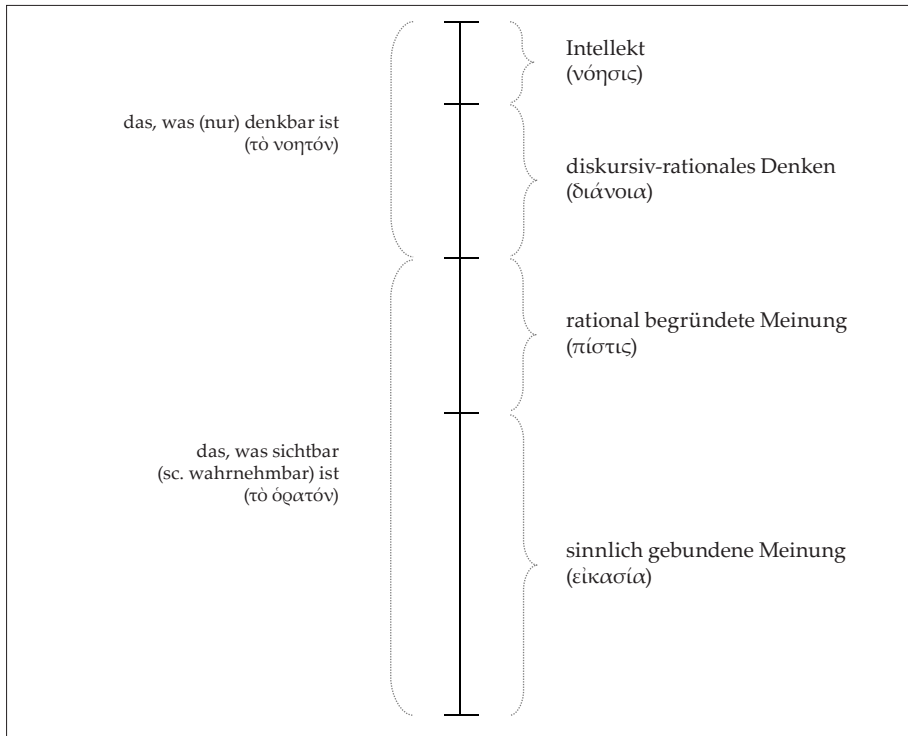 Intellekt
(νόησις)
das, was (nur) denkbar ist
(τὸ νοητόν)
diskursiv-rationales Denken
(διάνοια)
rational begründete Meinung
(πίστις)
das, was sichtbar
(sc. wahrnehmbar) ist
(τὸ ὁρατόν)
sinnlich gebundene Meinung
(εἰκασία)